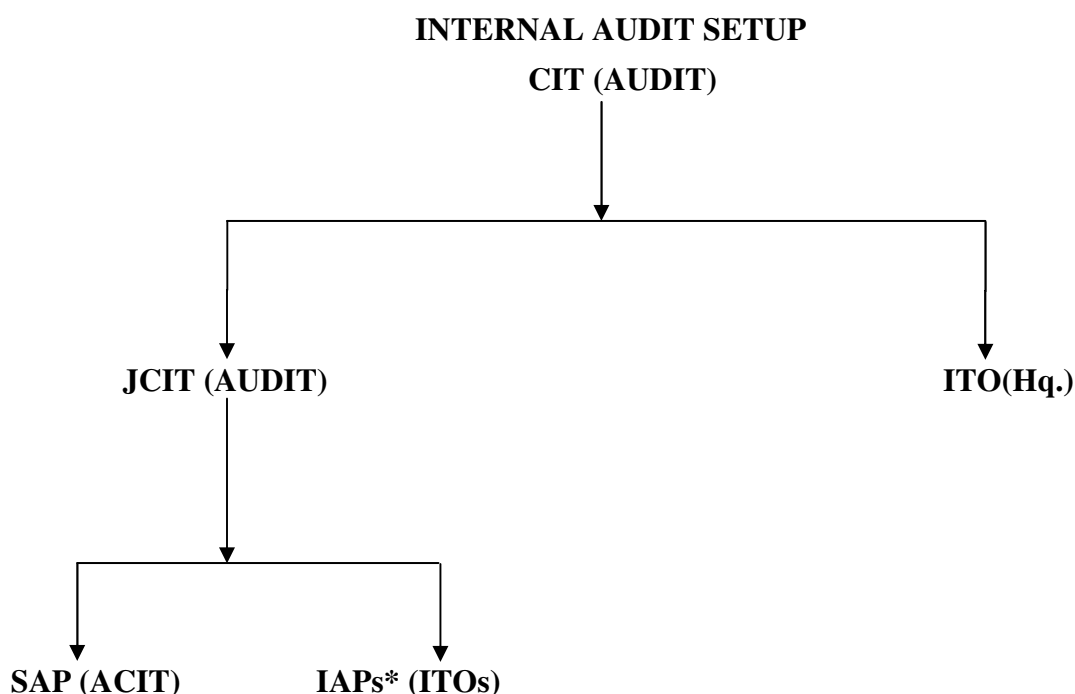 INTERNAL AUDIT SETUP
CIT (AUDIT)
JCIT (AUDIT)
ITO(Hq.)
SAP (ACIT)
IAPs* (ITOs)